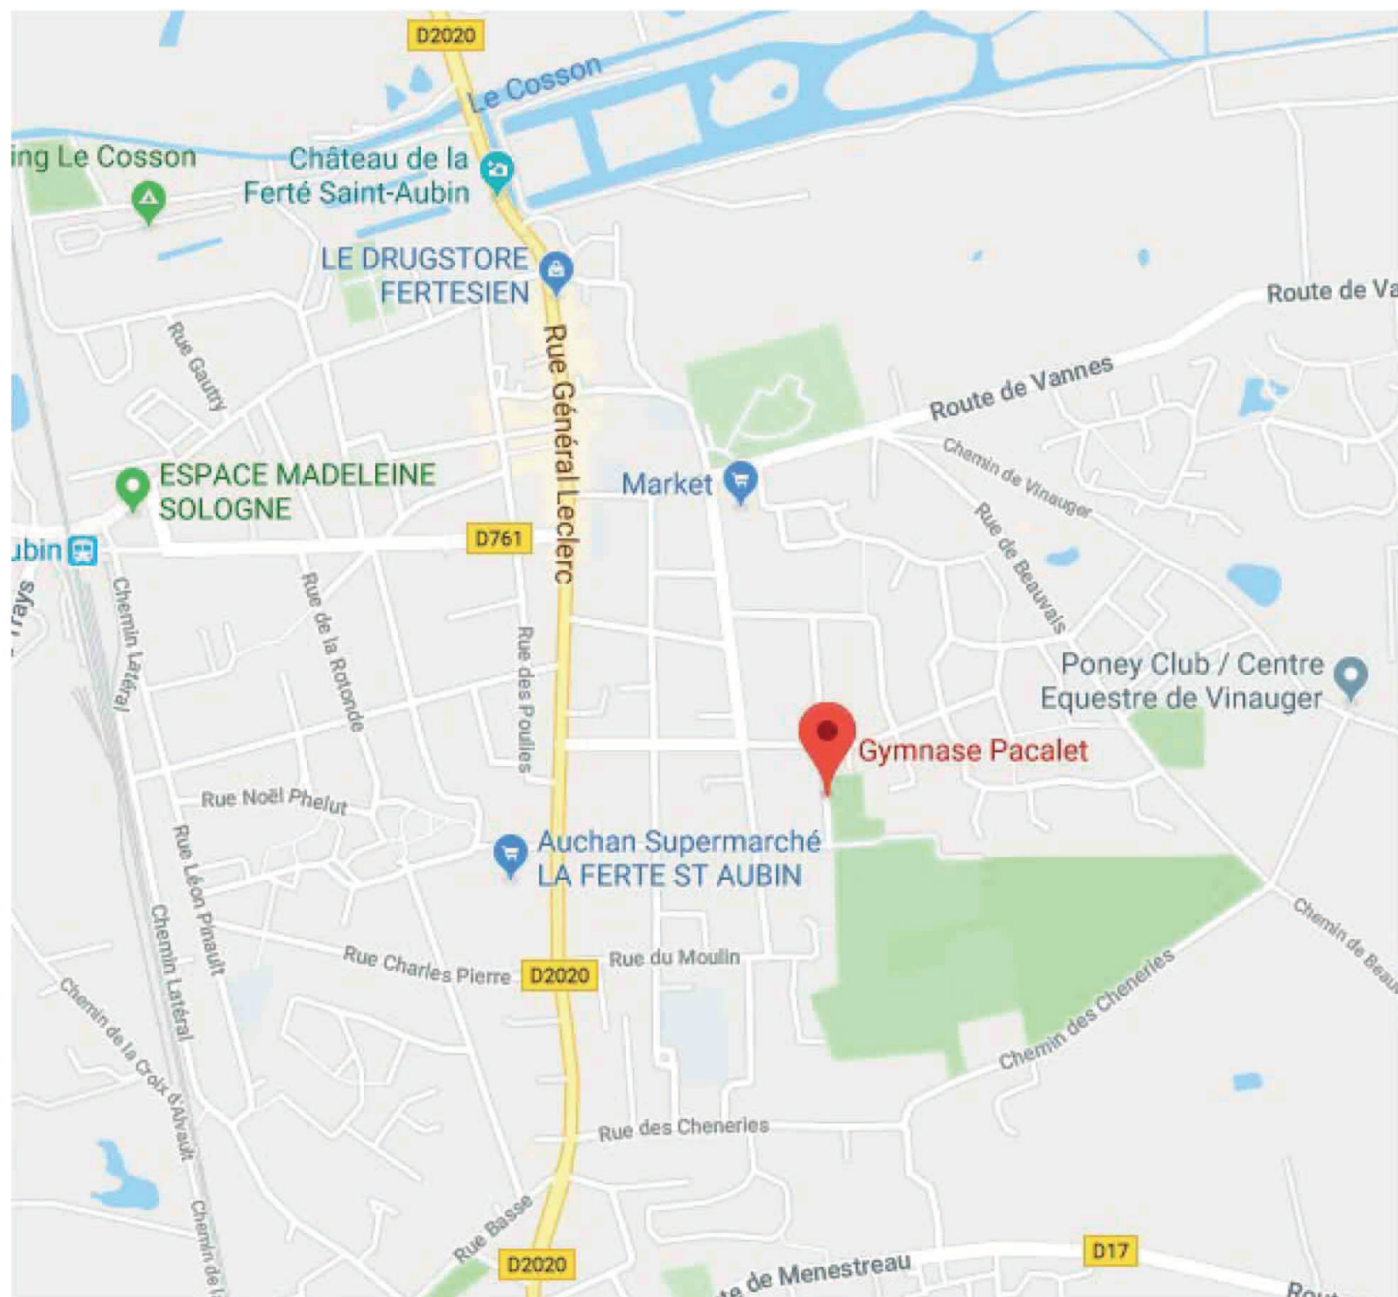 D2020
Le Cosson
ing Le Cosson
Château de la
Ferté Saint-Aubin
LE DRUGSTORE
FERTESIEN
Route de Va
Rue Gautry
Rue Général Leclerc
Route de Vannes
Chemin de Vinauger
ESPACE MADELEINE
SOLOGNE
Market
Rue de Beauvais
D761
ubin
Trays
Chemin Latéral
Rue de la Rotonde
Rue des Poulies
Poney Club / Centre
Equestre de Vinauger
Gymnase Pacalet
Rue Noël Phelut
Auchan Supermarché
LA FERTE ST AUBIN
Rue Léon Pinault
Chemin Latéral
Rue Charles Pierre
D2020
Rue du Moulin
Chemin de Beau
Chemin des Cheneries
Chemin de la Croix d'Alvault
Rue des Cheneries
Chemin de la
Rue Basse
D2020
te de Menestreau
D17
Rout